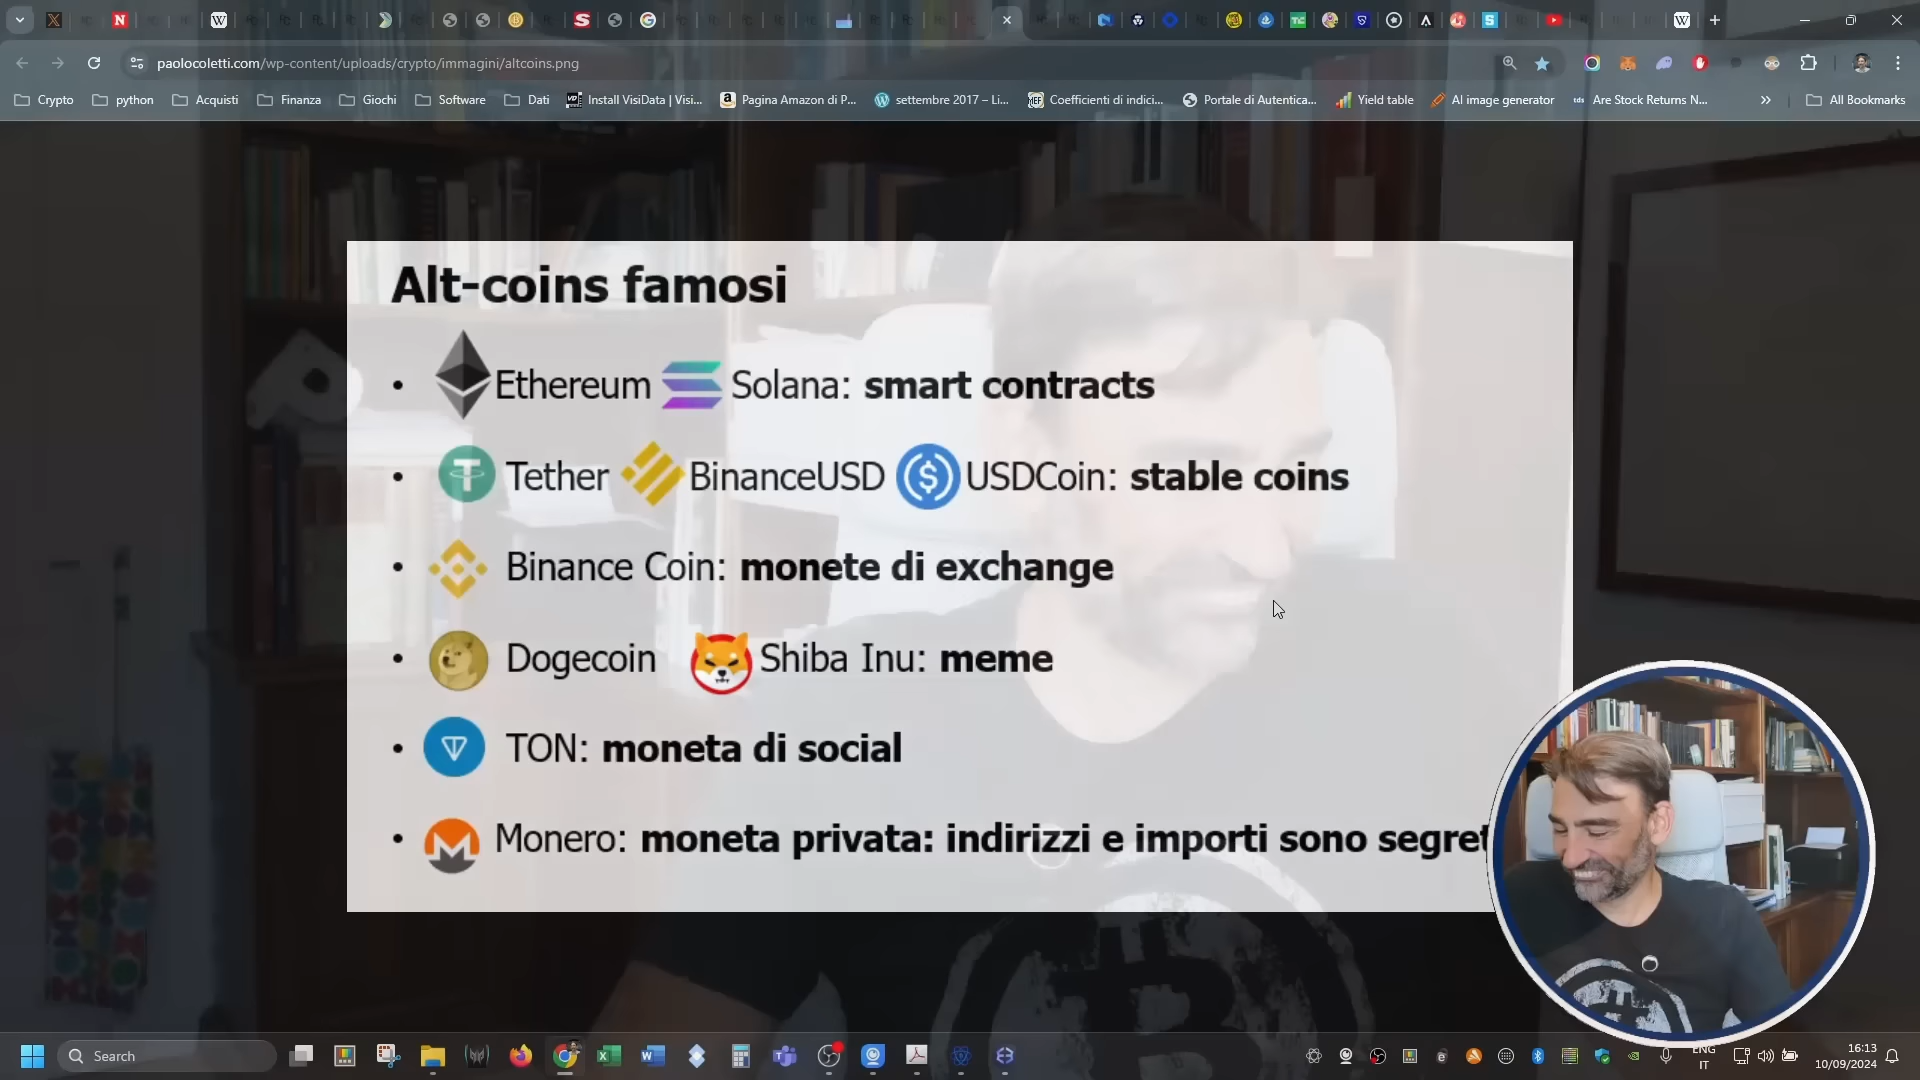 paolocoletti.com/wp-content/uploads/crypto/immagini/altcoins.png
Crypto
python
Acquisti
Finanza
Giochi
Software
Dati
Install VisiData | Visi...
Pagina Amazon di P...
settembre 2017 – Li...
Coefficienti di indici...
Portale di Autentica...
Yield table
AI image generator
Are Stock Returns N...
All Bookmarks
Alt-coins famosi
• Ethereum Solana: smart contracts
• Tether BinanceUSD USDCoin: stable coins
• Binance Coin: monete di exchange
• Dogecoin Shiba Inu: meme
• TON: moneta di social
• Monero: moneta privata: indirizzi e importi sono segret
Search
ENG
IT
16:13
10/09/2024